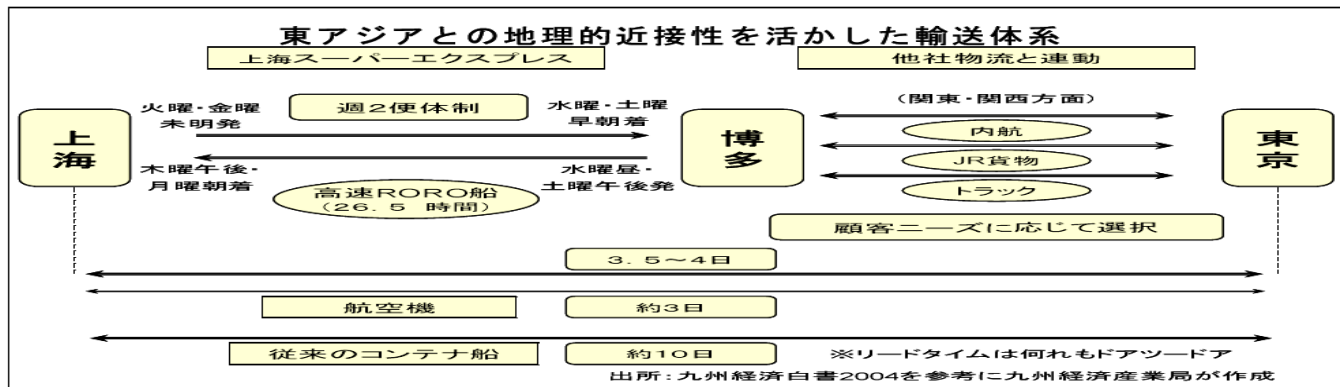 東アジアとの地理的近接性を活かした輸送体系
上海スーパーエクスプレス
他社物流と連動
上海
火曜・金曜
未明発
週2便体制
水曜・土曜
早朝着
木曜午後・
月曜朝着
高速RORO船
(26.5 時間)
水曜昼・
土曜午後発
博多
(関東・関西方面)
内航
JR貨物
トラック
東京
顧客ニーズに応じて選択
3.5~4日
航空機
約3日
従来のコンテナ船
約10日
※リードタイムは何れもドアツードア
出所:九州経済白書2004を参考に九州経済産業局が作成